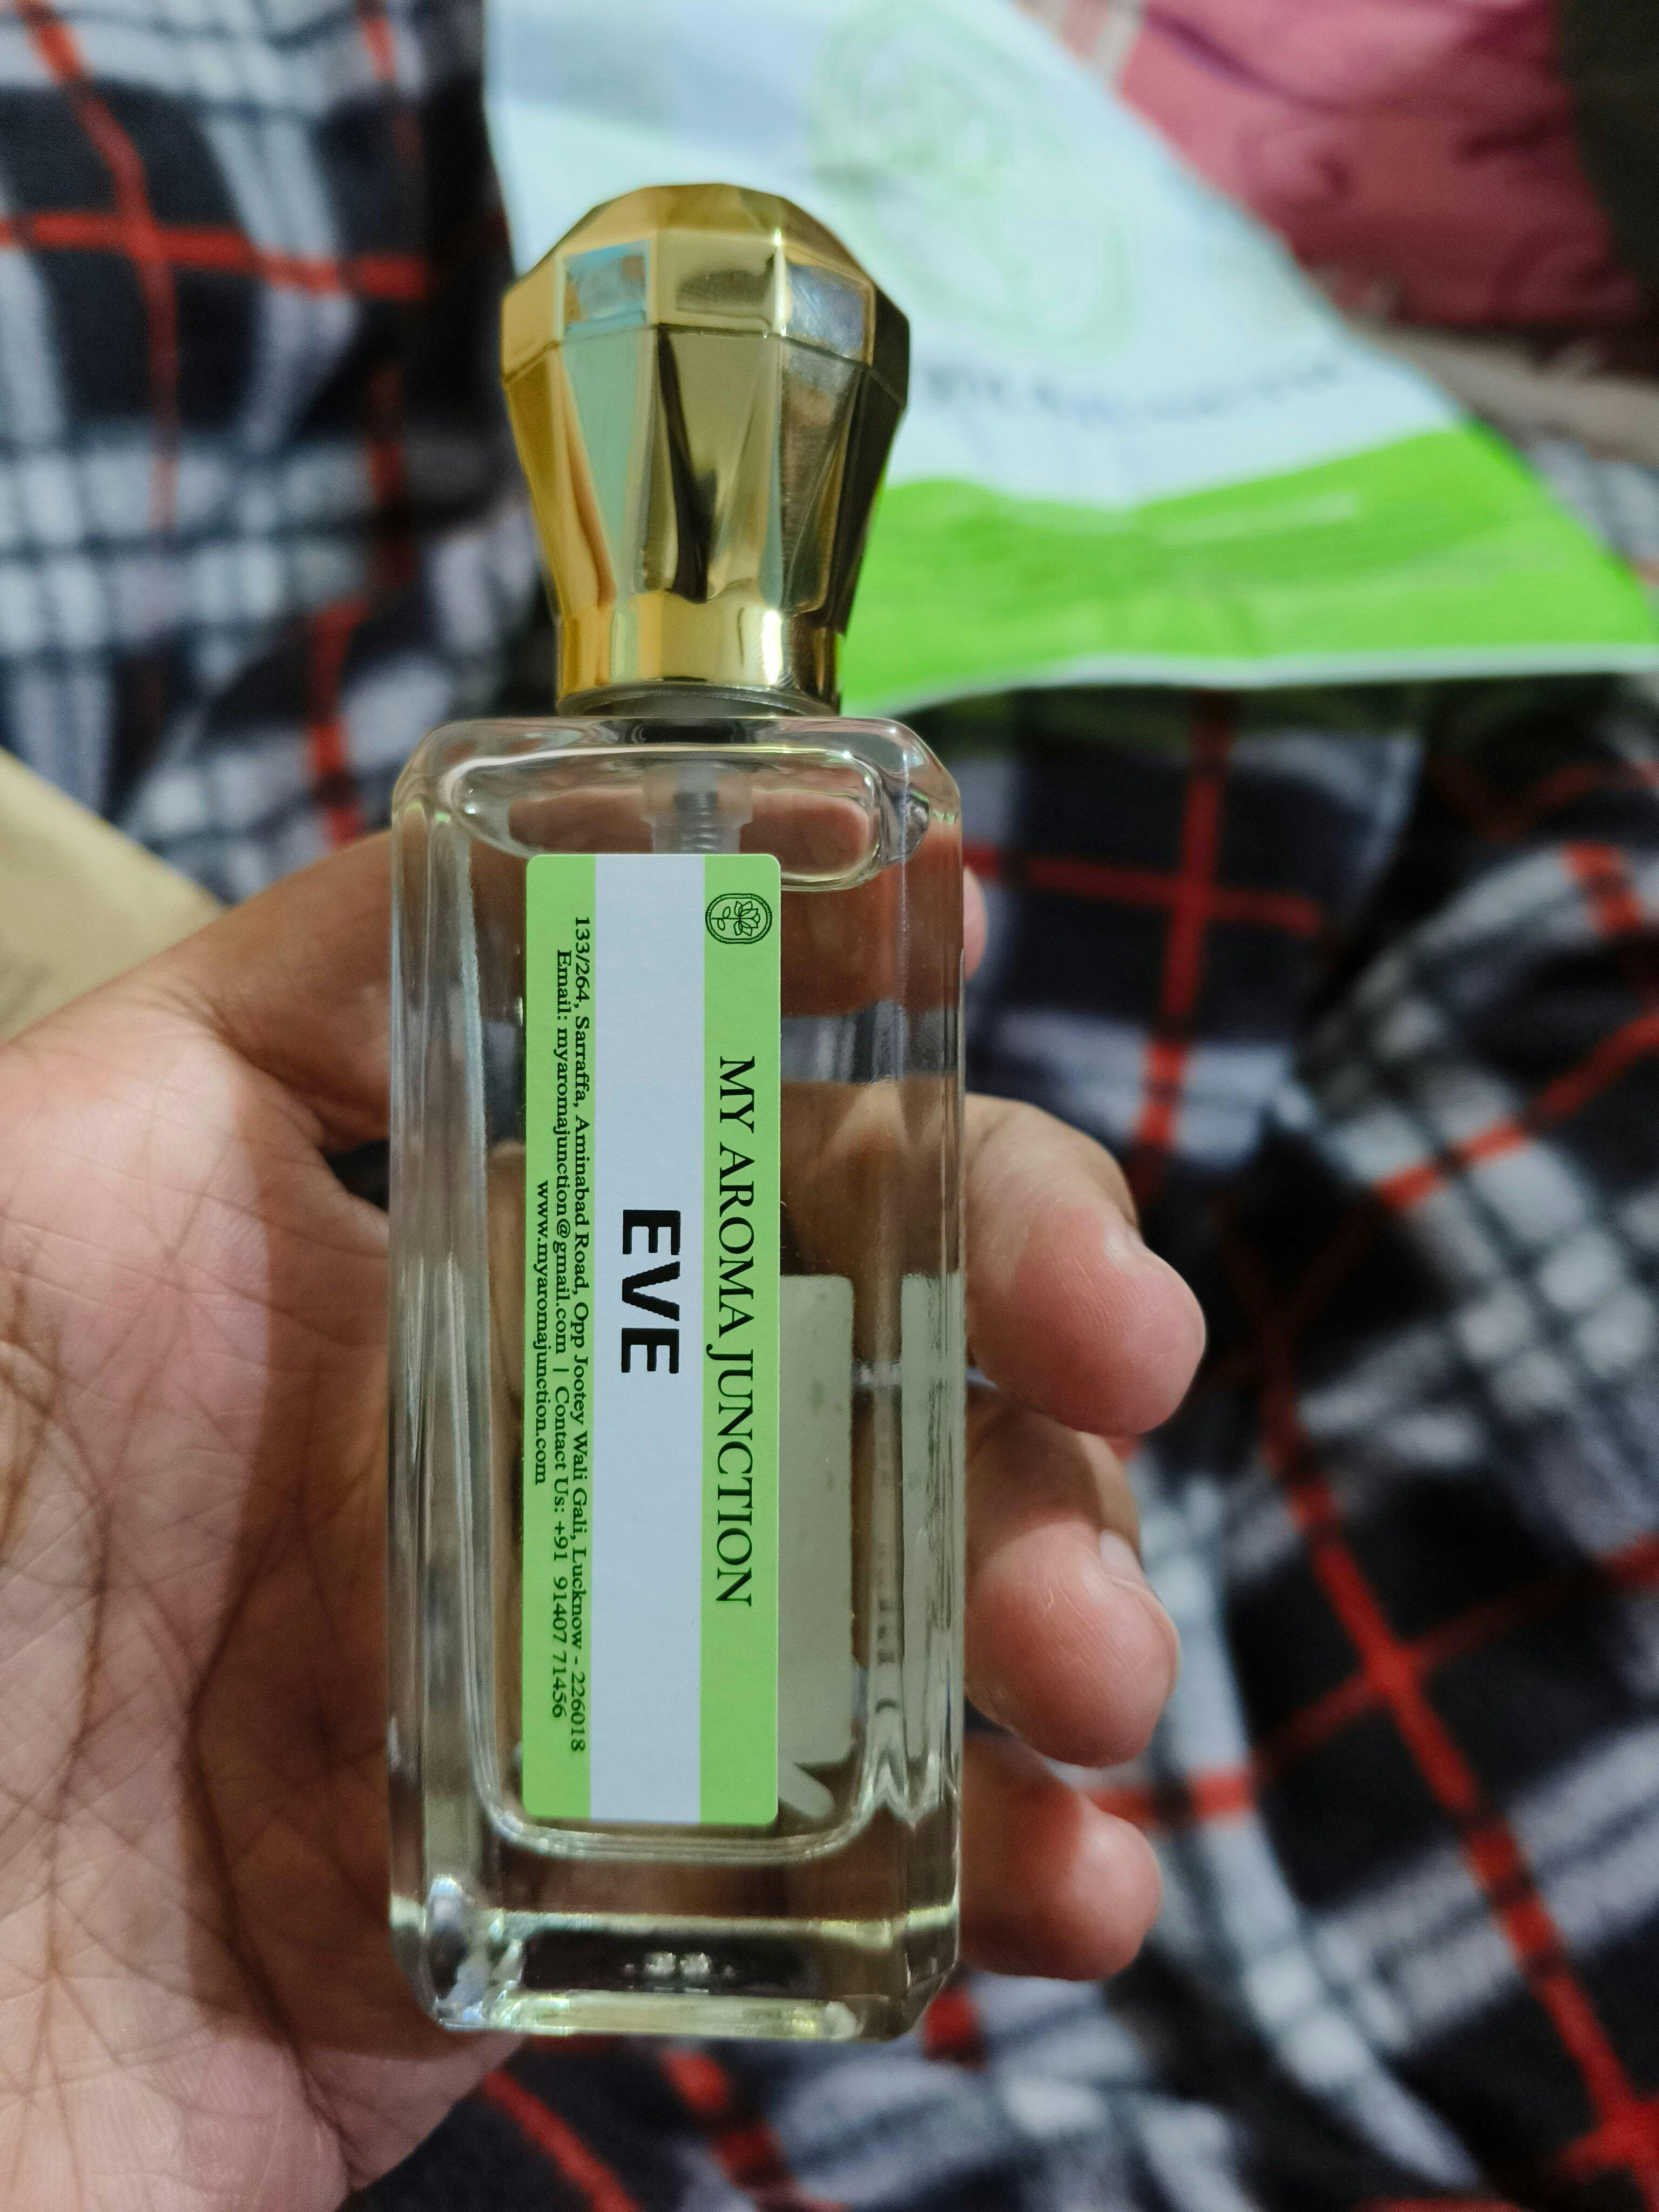 MY AROMA JUNCTION
EVE
133/264, Sarraffa, Aminabad Road, Opp Jootey Wali Gali, Lucknow - 226018
Email: myaromajunction@gmail.com | Contact Us: +91 91407 71456
www.myaromajunction.com